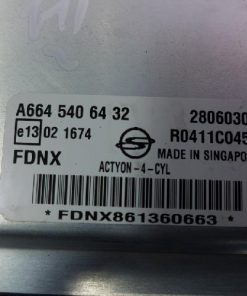 A664 540 64 32 2806030
e13 02 1674 R0411C045
FDNX MADE IN SINGAPO
ACTYON-4-CYL
*FDNX861360663*